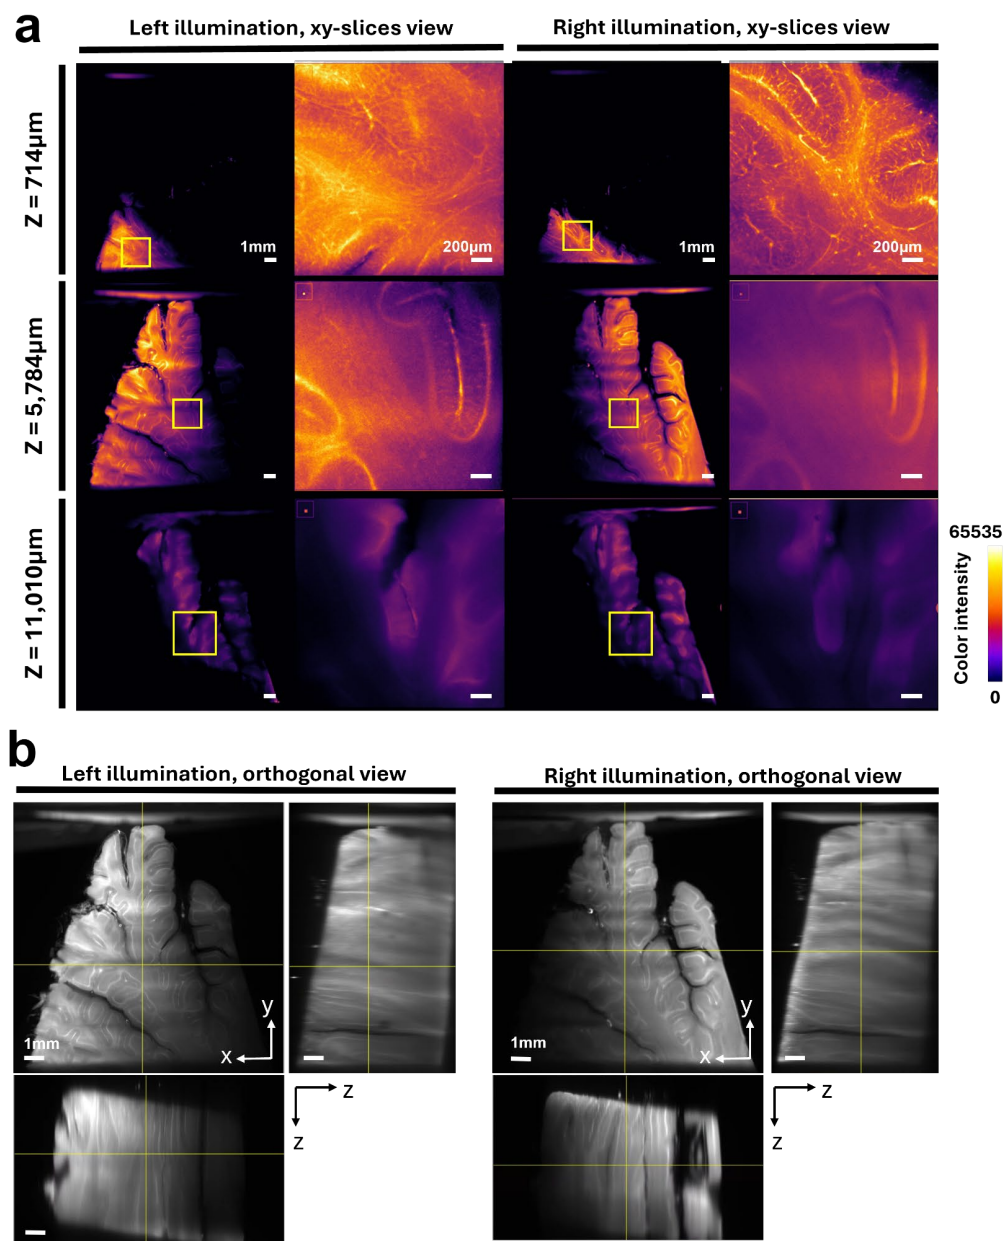 a
Left illumination, xy-slices view
Right illumination, xy-slices view
Z = 714µm
1mm
200µm
1mm
200µm
Z = 5,784µm
Z = 11,010µm
65535
Color intensity
0
b
Left illumination, orthogonal view
Right illumination, orthogonal view
1mm
y
x
z
z
1mm
y
x
z
z